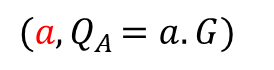 (a, Q_A = a. G)